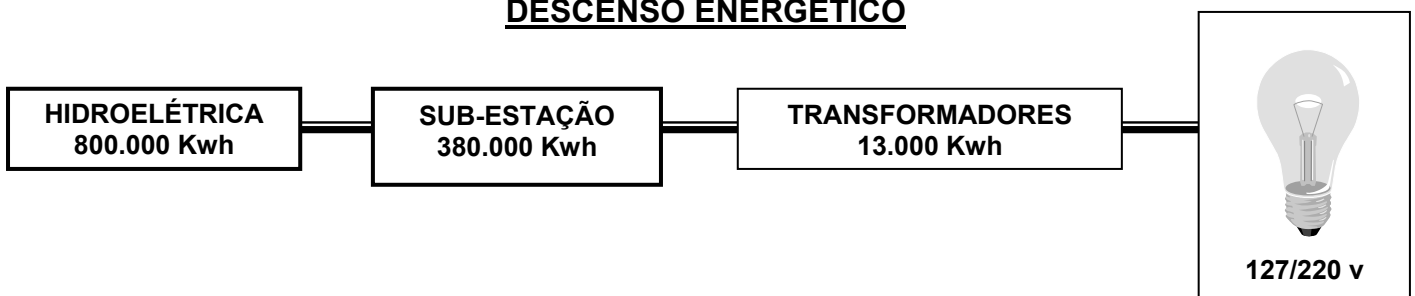 DESCENSO ENERGÉTICO
HIDROELÉTRICA
800.000 Kwh
SUB-ESTAÇÃO
380.000 Kwh
TRANSFORMADORES
13.000 Kwh
127/220 v